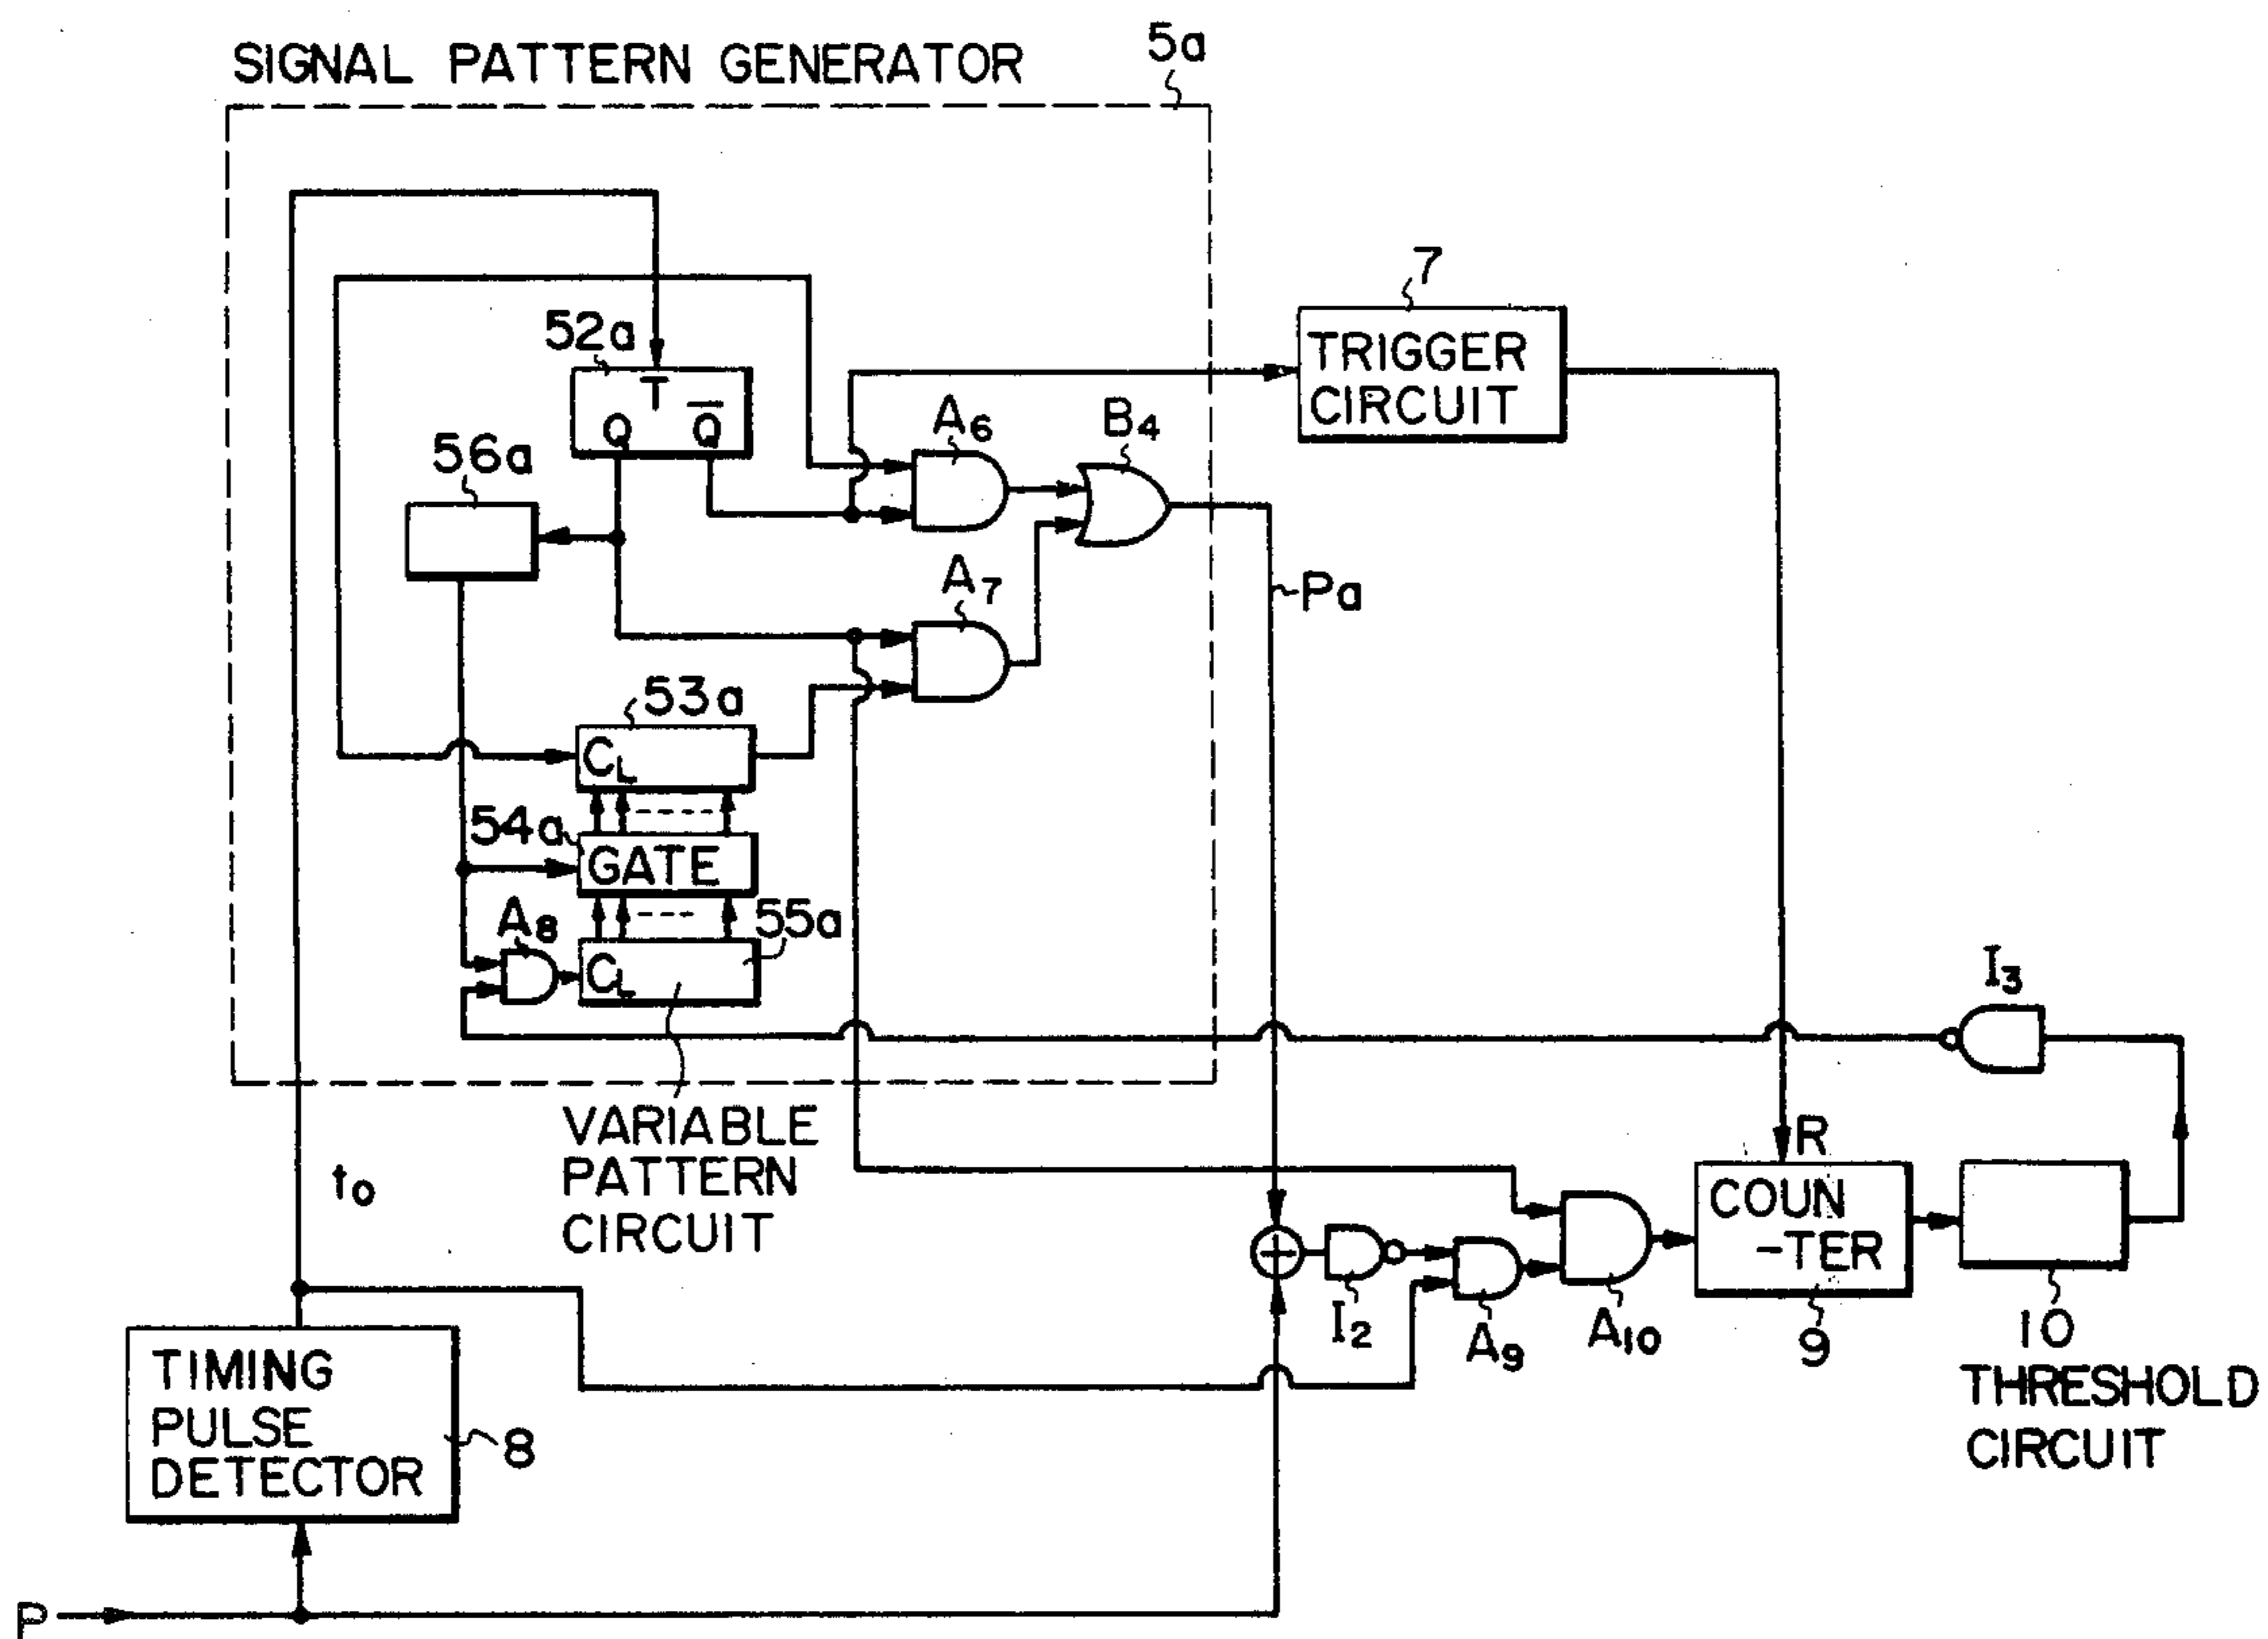 SIGNAL PATTERN GENERATOR
5a
7
TRIGGER
CIRCUIT
52a
T
Q
Q̅
56a
A6
B4
A7
Pa
53a
CL
54a
GATE
A8
55a
CL
I3
VARIABLE
PATTERN
CIRCUIT
to
R
COUN
-TER
I2
A9
A10
9
10
THRESHOLD
CIRCUIT
TIMING
PULSE
DETECTOR
8
P